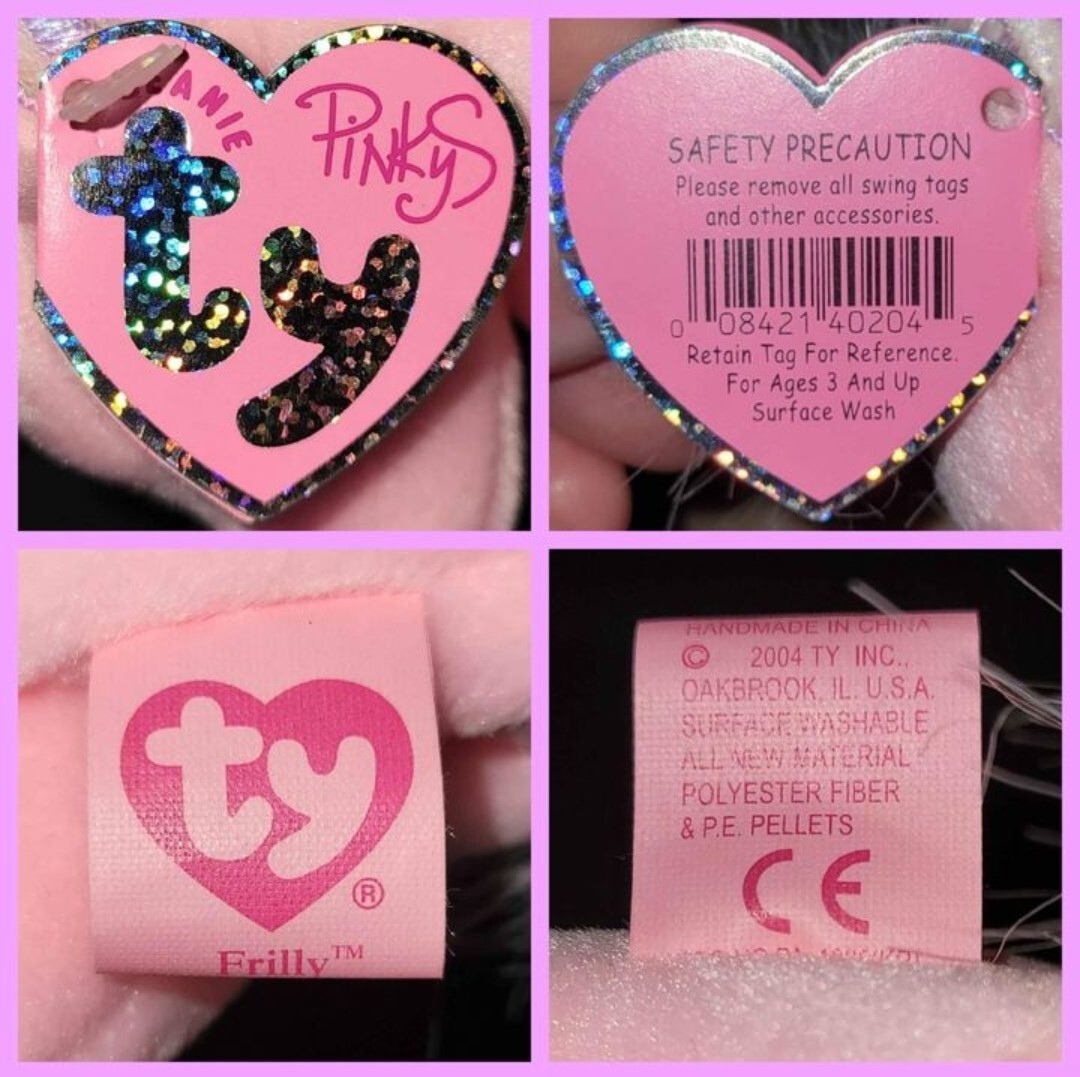 ANIE
PINKYS
ty
SAFETY PRECAUTION
Please remove all swing tags
and other accessories.
0 08421 40204 5
Retain Tag For Reference.
For Ages 3 And Up
Surface Wash
ty
®
Frilly™
HANDMADE IN CHINA
© 2004 TY INC.,
OAKBROOK, IL. U.S.A.
SURFACE WASHABLE
ALL NEW MATERIAL
POLYESTER FIBER
& P.E. PELLETS
CE